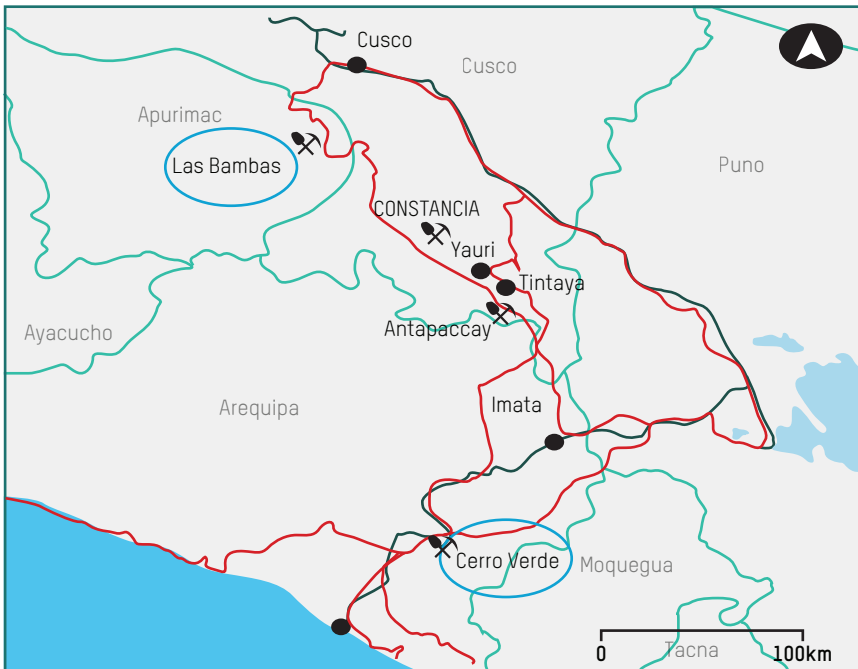 Cusco
Cusco
Apurimac
Las Bambas
Puno
CONSTANCIA
Yauri
Tintaya
Antapaccay
Ayacucho
Arequipa
Imata
Cerro Verde
Moquegua
0
100km
Tacna